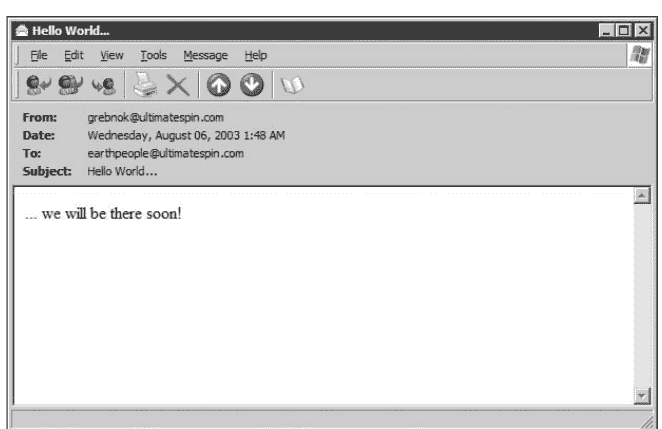 Hello World...
File Edit View Tools Message Help
From: grebnok@ultimatespin.com
Date: Wednesday, August 06, 2003 1:48 AM
To: earthpeople@ultimatespin.com
Subject: Hello World...
... we will be there soon!